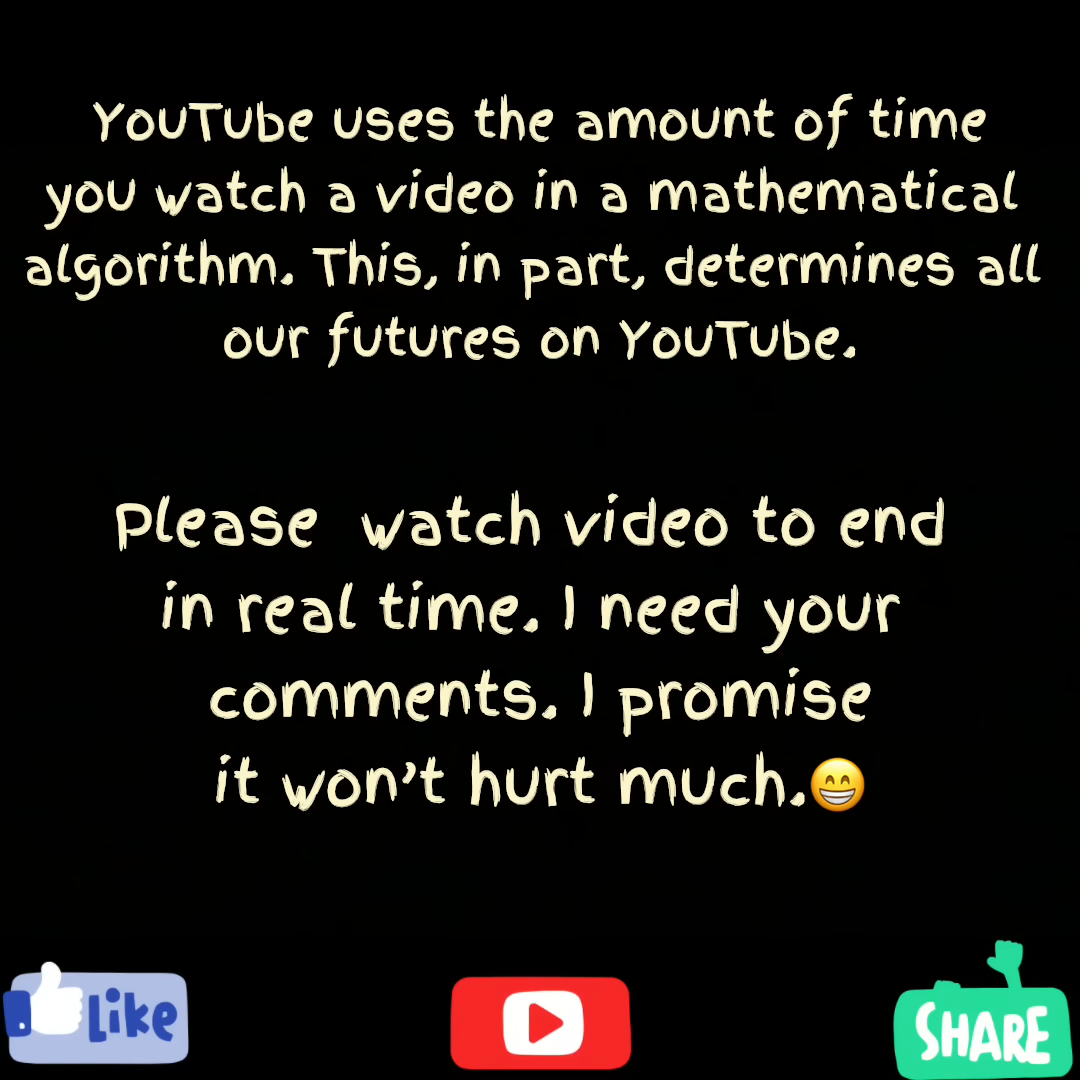 YouTube uses the amount of time
you watch a video in a mathematical
algorithm. This, in part, determines all
our futures on YouTube.
Please watch video to end
in real time. I need your
comments. I promise
it won't hurt much.😁
Like
SHARE